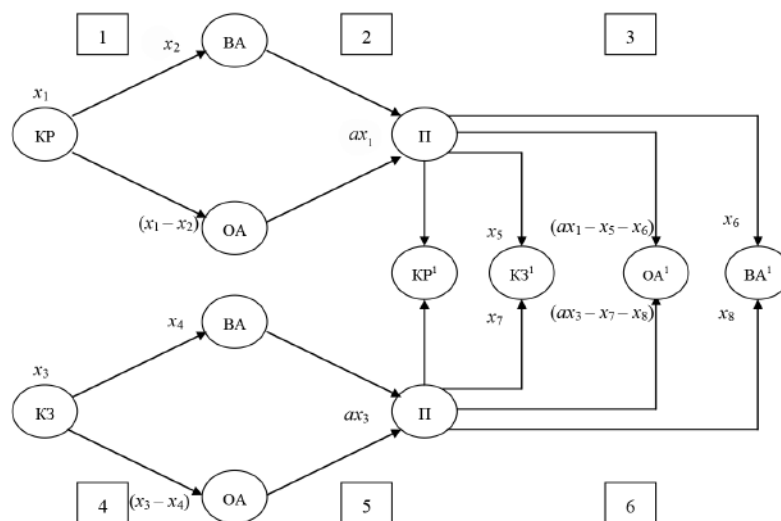 1
2
3
x₂
ВА
x₁
КР
ax₁
П
(x₁ – x₂)
ОА
x₅
(ax₁ – x₅ – x₆)
x₆
КР¹
КЗ¹
ОА¹
ВА¹
x₇
(ax₃ – x₇ – x₈)
x₈
x₄
ВА
x₃
КЗ
ax₃
П
(x₃ – x₄)
ОА
4
5
6